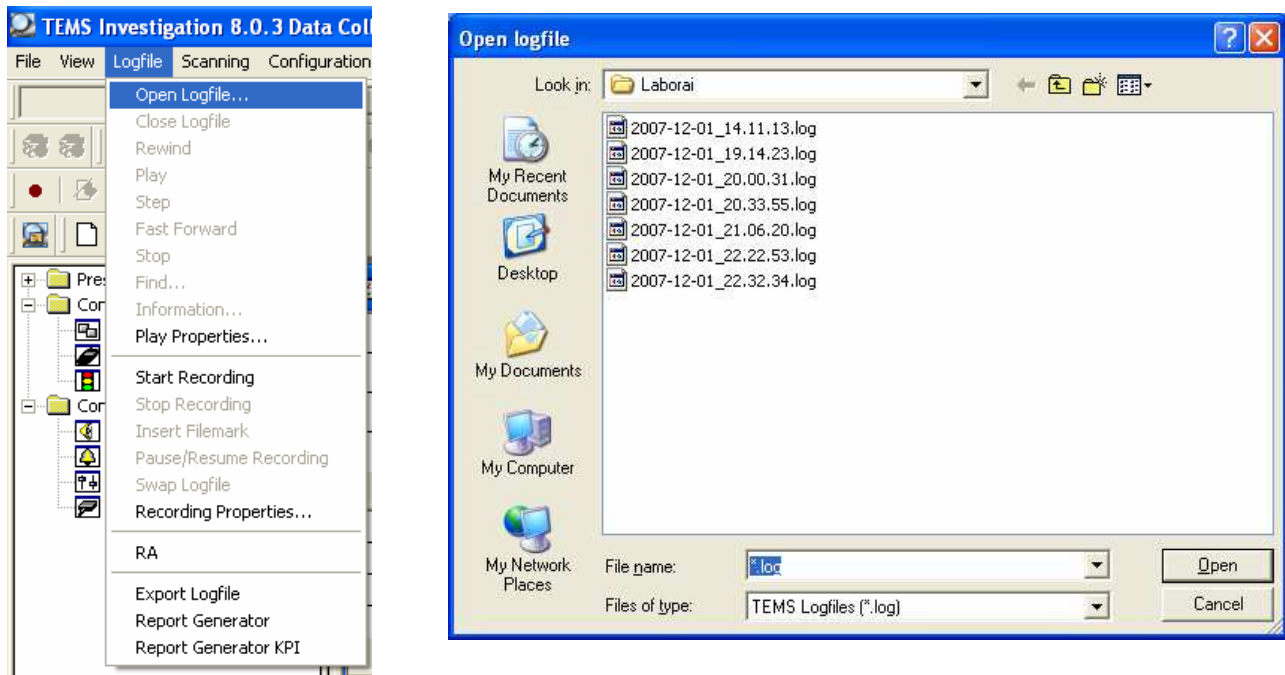 TEMS Investigation 8.0.3 Data Coll
File View Logfile Scanning Configuration
Open Logfile...
Close Logfile
Rewind
Play
Step
Fast Forward
Stop
Find...
Information...
Play Properties...
Start Recording
Stop Recording
Insert Filemark
Pause/Resume Recording
Swap Logfile
Recording Properties...
RA
Export Logfile
Report Generator
Report Generator KPI
Pre
Cor
Cor
Open logfile
Look in: Laborai
2007-12-01_14.11.13.log
2007-12-01_19.14.23.log
2007-12-01_20.00.31.log
2007-12-01_20.33.55.log
2007-12-01_21.06.20.log
2007-12-01_22.22.53.log
2007-12-01_22.32.34.log
My Recent
Documents
Desktop
My Documents
My Computer
My Network
Places
File name: *.log Open
Files of type: TEMS Logfiles (*.log) Cancel